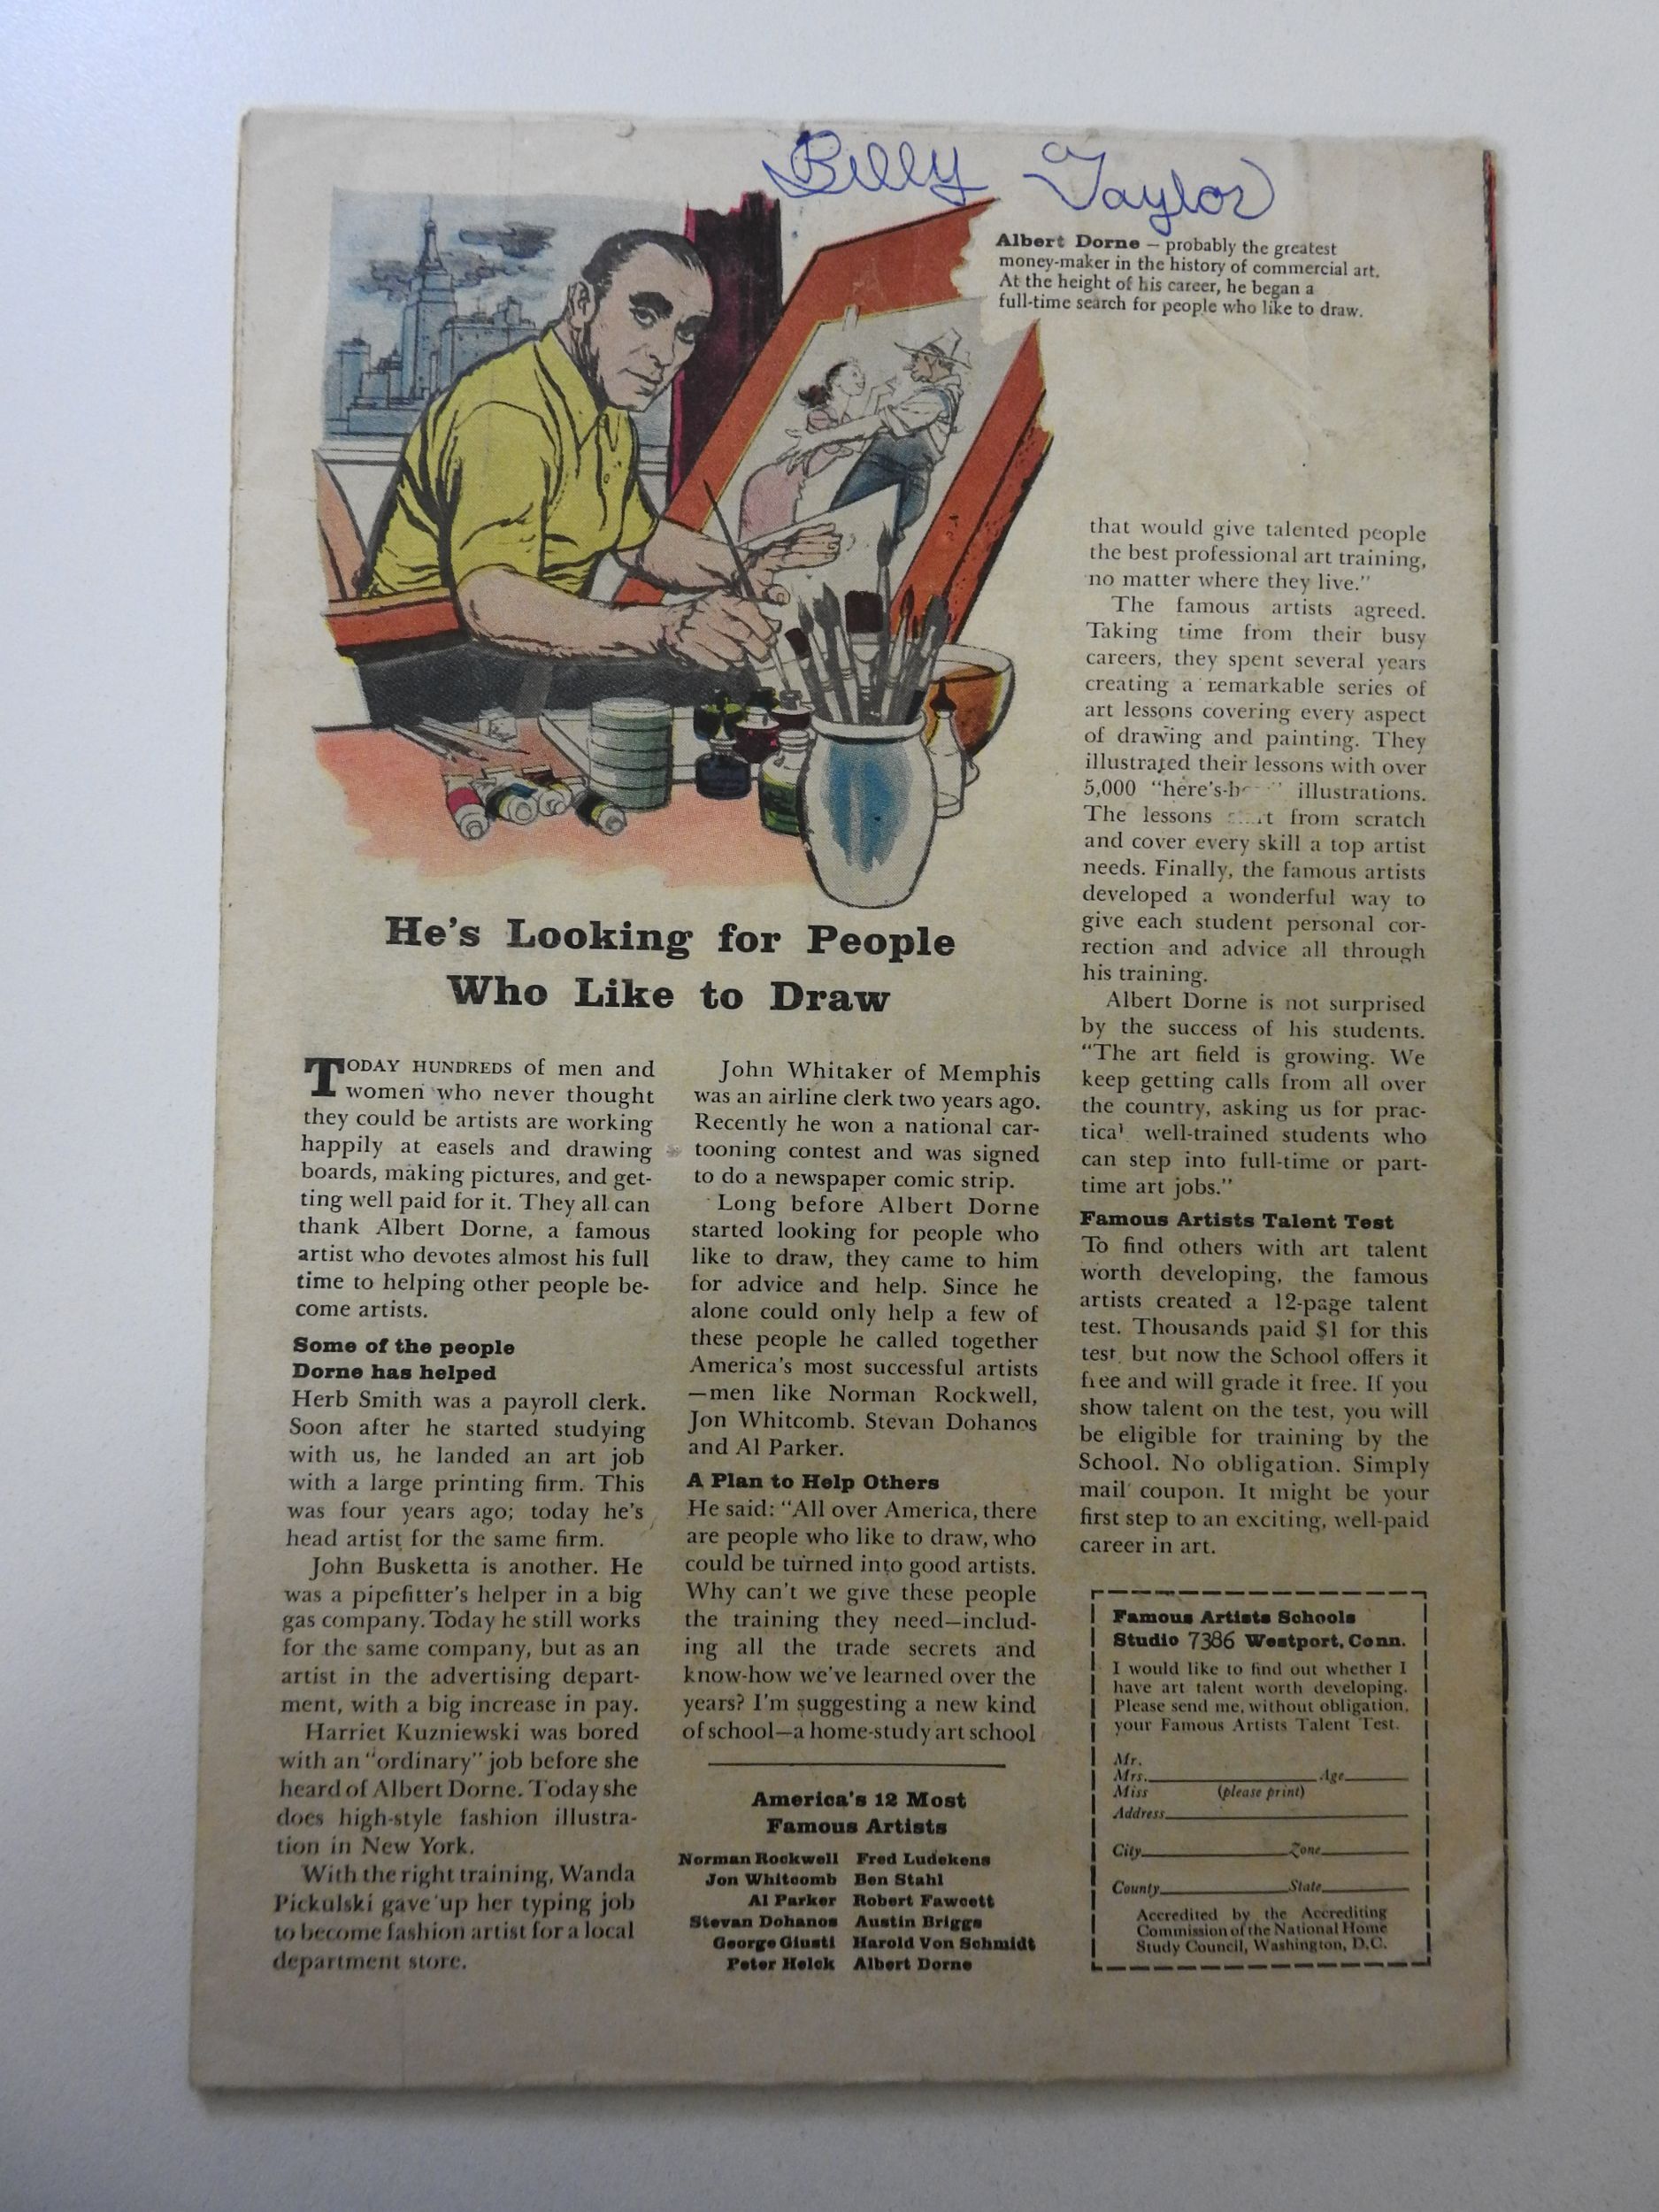 Billy Taylor
Albert Dorne – probably the greatest
money-maker in the history of commercial art.
At the height of his career, he began a
full-time search for people who like to draw.
He's Looking for People
Who Like to Draw
TODAY HUNDREDS of men and
women who never thought
they could be artists are working
happily at easels and drawing
boards, making pictures, and get-
ting well paid for it. They all can
thank Albert Dorne, a famous
artist who devotes almost his full
time to helping other people be-
come artists.
Some of the people
Dorne has helped
Herb Smith was a payroll clerk.
Soon after he started studying
with us, he landed an art job
with a large printing firm. This
was four years ago; today he's
head artist for the same firm.
John Busketta is another. He
was a pipefitter's helper in a big
gas company. Today he still works
for the same company, but as an
artist in the advertising depart-
ment, with a big increase in pay.
Harriet Kuzniewski was bored
with an "ordinary" job before she
heard of Albert Dorne. Today she
does high-style fashion illustra-
tion in New York.
With the right training, Wanda
Pickulski gave up her typing job
to become fashion artist for a local
department store.
John Whitaker of Memphis
was an airline clerk two years ago.
Recently he won a national car-
tooning contest and was signed
to do a newspaper comic strip.
Long before Albert Dorne
started looking for people who
like to draw, they came to him
for advice and help. Since he
alone could only help a few of
these people he called together
America's most successful artists
—men like Norman Rockwell,
Jon Whitcomb. Stevan Dohanos
and Al Parker.
A Plan to Help Others
He said: "All over America, there
are people who like to draw, who
could be turned into good artists.
Why can't we give these people
the training they need—includ-
ing all the trade secrets and
know-how we've learned over the
years? I'm suggesting a new kind
of school—a home-study art school
America's 12 Most
Famous Artists
Norman Rockwell Fred Ludekens
Jon Whitcomb Ben Stahl
Al Parker Robert Fawcett
Stevan Dohanos Austin Briggs
George Giusti Harold Von Schmidt
Peter Helck Albert Dorne
that would give talented people
the best professional art training,
no matter where they live."
The famous artists agreed.
Taking time from their busy
careers, they spent several years
creating a remarkable series of
art lessons covering every aspect
of drawing and painting. They
illustrated their lessons with over
5,000 illustrations.
The lessons from scratch
and cover every skill a top artist
needs. Finally, the famous artists
developed a wonderful way to
give each student personal cor-
rection and advice all through
his training.
Albert Dorne is not surprised
by the success of his students.
"The art field is growing. We
keep getting calls from all over
the country, asking us for prac-
tical well-trained students who
can step into full-time or part-
time art jobs."
Famous Artists Talent Test
To find others with art talent
worth developing, the famous
artists created a 12-page talent
test. Thousands paid $1 for this
test, but now the School offers it
free and will grade it free. If you
show talent on the test, you will
be eligible for training by the
School. No obligation. Simply
mail coupon. It might be your
first step to an exciting, well-paid
career in art.
Famous Artists Schools
Studio 7386 Westport, Conn.
I would like to find out whether I
have art talent worth developing.
Please send me, without obligation,
your Famous Artists Talent Test.
Mr.
Mrs. Age
Miss (please print)
Address
City Zone
County State
Accredited by the Accrediting
Commission of the National Home
Study Council, Washington, D.C.